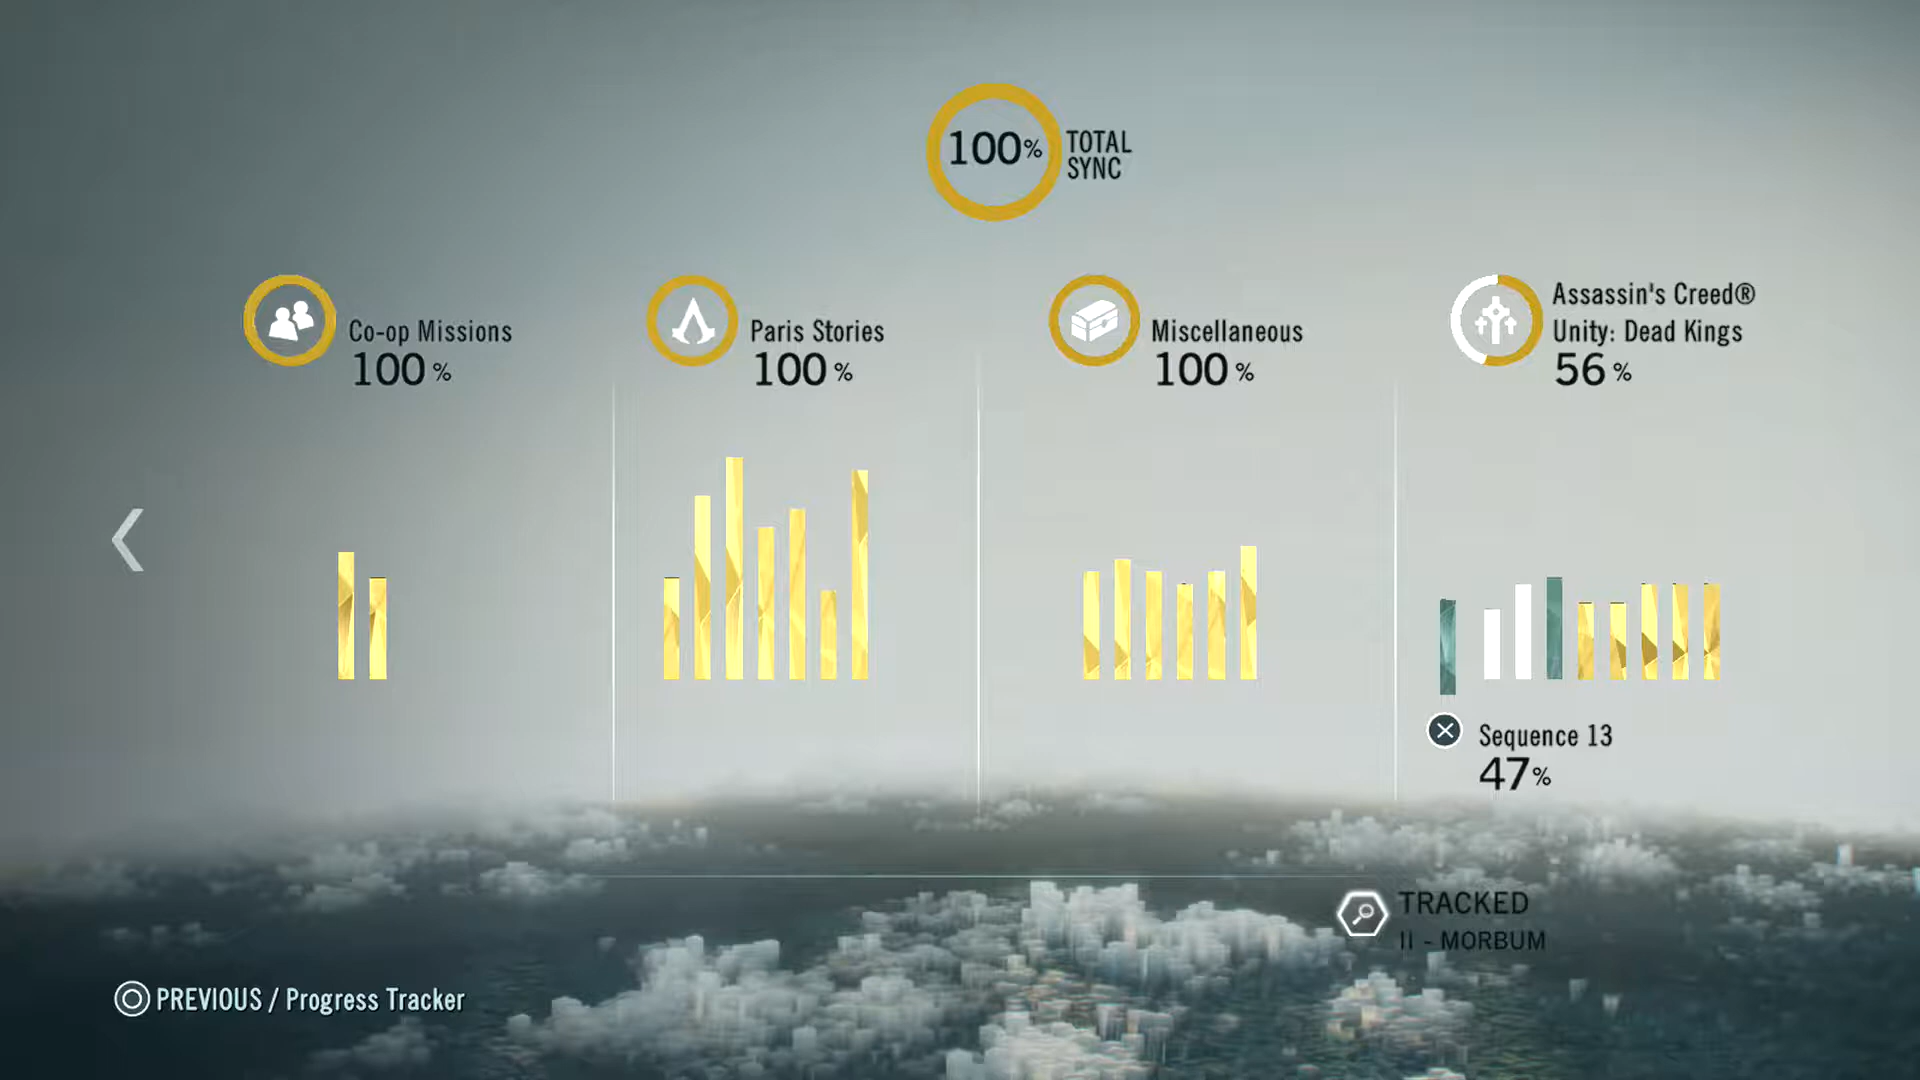 100% TOTAL
SYNC
Co-op Missions
100 %
Paris Stories
100 %
Miscellaneous
100 %
Assassin's Creed®
Unity: Dead Kings
56 %
Sequence 13
47%
TRACKED
II - MORBUM
PREVIOUS / Progress Tracker